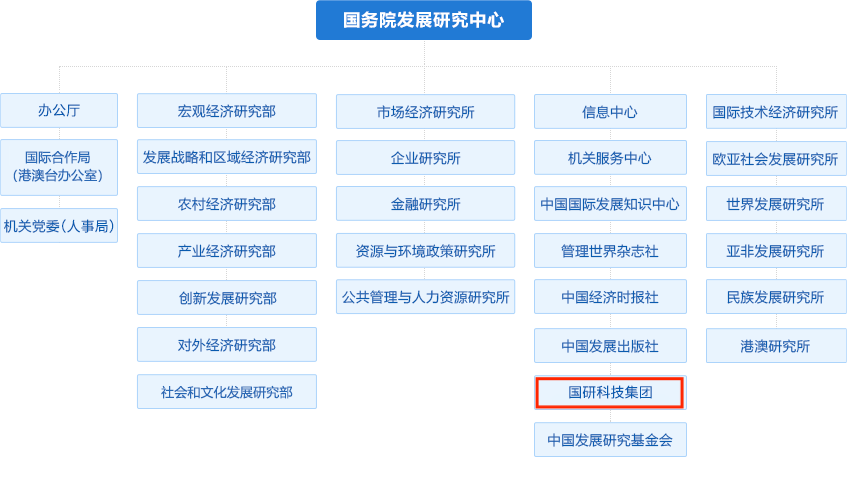 国务院发展研究中心
办公厅
国际合作局
（港澳台办公室）
机关党委（人事局）
宏观经济研究部
发展战略和区域经济研究部
农村经济研究部
产业经济研究部
创新发展研究部
对外经济研究部
社会和文化发展研究部
市场经济研究所
企业研究所
金融研究所
资源与环境政策研究所
公共管理与人力资源研究所
信息中心
机关服务中心
中国国际发展知识中心
管理世界杂志社
中国经济时报社
中国发展出版社
国研科技集团
中国发展研究基金会
国际技术经济研究所
欧亚社会发展研究所
世界发展研究所
亚非发展研究所
民族发展研究所
港澳研究所